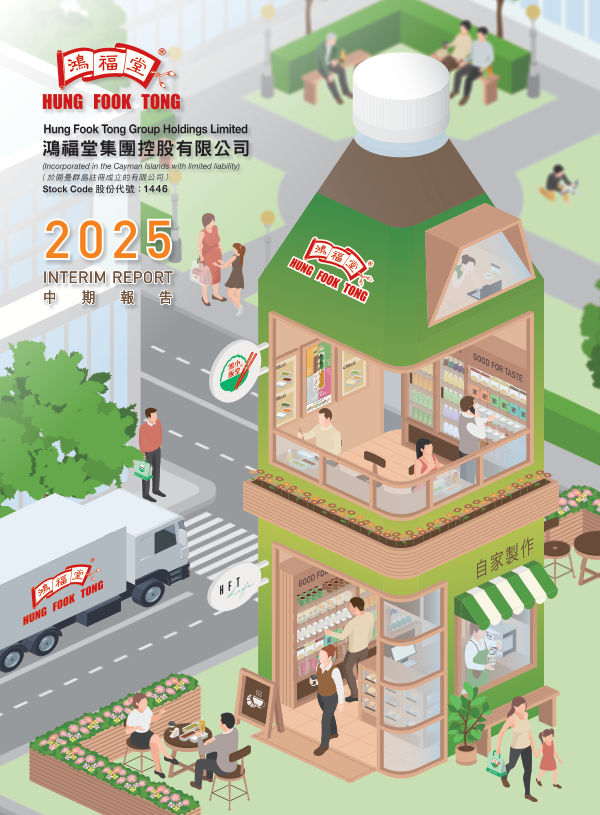 鴻福堂®
HUNG FOOK TONG
Hung Fook Tong Group Holdings Limited
鴻福堂集團控股有限公司
(Incorporated in the Cayman Islands with limited liability)
(於開曼群島註冊成立的有限公司)
Stock Code 股份代號：1446
2025
INTERIM REPORT
中期報告
鴻福堂®
HUNG FOOK TONG
GOOD FOR TASTE
自家製作
GOOD FOR
HFT
Life
鴻福堂®
HUNG FOOK TONG